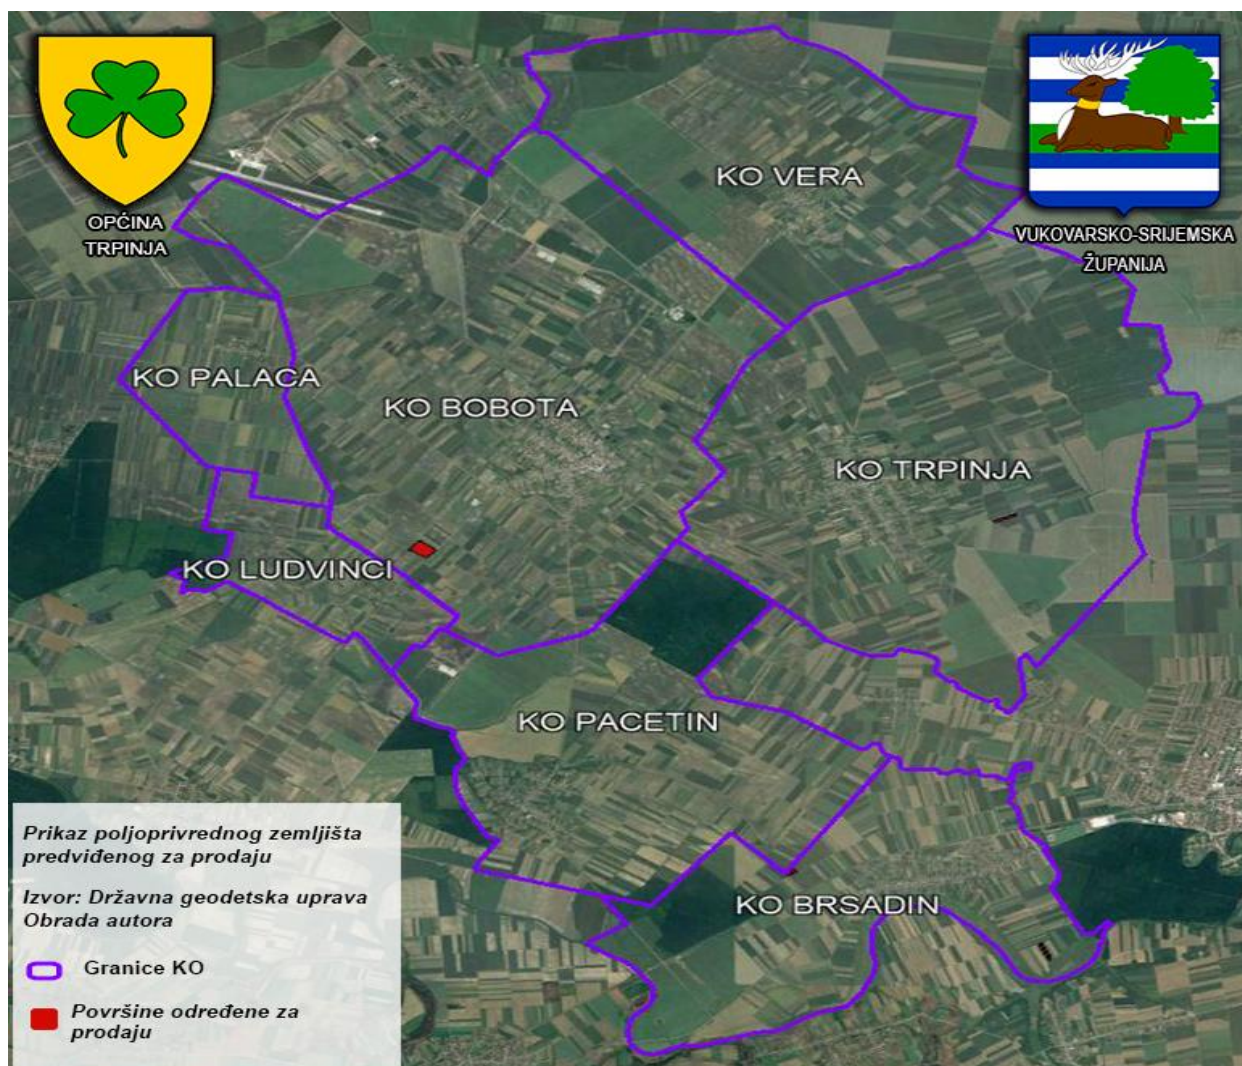 OPĆINA
TRPINJA
VUKOVARSKO-SRIJEMSKA
ŽUPANIJA
KO VERA
KO PALACA
KO BOBOTA
KO TRPINJA
KO LUDVINCI
KO PACETIN
KO BRSADIN
Prikaz poljoprivrednog zemljišta
predviđenog za prodaju
Izvor: Državna geodetska uprava
Obrada autora
Granice KO
Površine određene za
prodaju